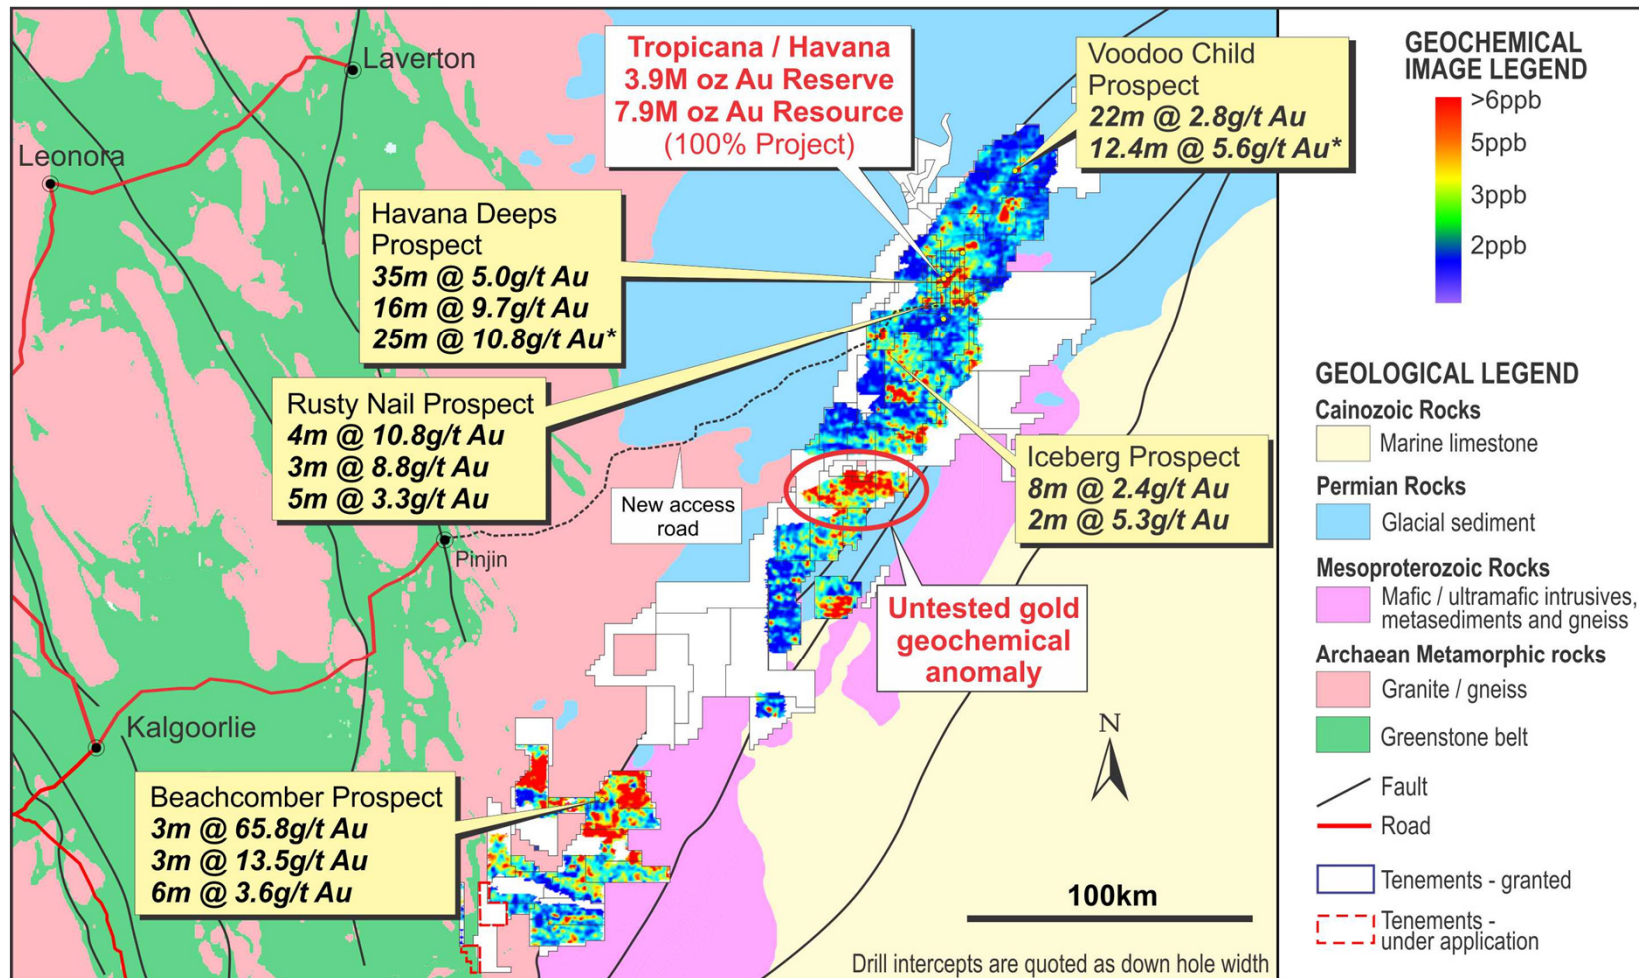 Laverton
Leonora
Kalgoorlie
Pinjin
Tropicana / Havana
3.9M oz Au Reserve
7.9M oz Au Resource
(100% Project)
Voodoo Child
Prospect
22m @ 2.8g/t Au
12.4m @ 5.6g/t Au*
Havana Deeps
Prospect
35m @ 5.0g/t Au
16m @ 9.7g/t Au
25m @ 10.8g/t Au*
Rusty Nail Prospect
4m @ 10.8g/t Au
3m @ 8.8g/t Au
5m @ 3.3g/t Au
New access
road
Iceberg Prospect
8m @ 2.4g/t Au
2m @ 5.3g/t Au
Untested gold
geochemical
anomaly
Beachcomber Prospect
3m @ 65.8g/t Au
3m @ 13.5g/t Au
6m @ 3.6g/t Au
N
100km
Drill intercepts are quoted as down hole width
GEOCHEMICAL
IMAGE LEGEND
>6ppb
5ppb
3ppb
2ppb
GEOLOGICAL LEGEND
Cainozoic Rocks
Marine limestone
Permian Rocks
Glacial sediment
Mesoproterozoic Rocks
Mafic / ultramafic intrusives,
metasediments and gneiss
Archaean Metamorphic rocks
Granite / gneiss
Greenstone belt
Fault
Road
Tenements - granted
Tenements -
under application